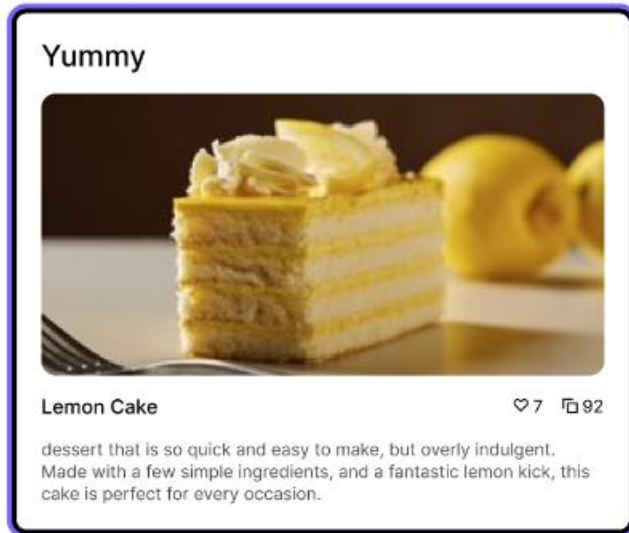 Yummy
Lemon Cake
7 92
dessert that is so quick and easy to make, but overly indulgent.
Made with a few simple ingredients, and a fantastic lemon kick, this
cake is perfect for every occasion.